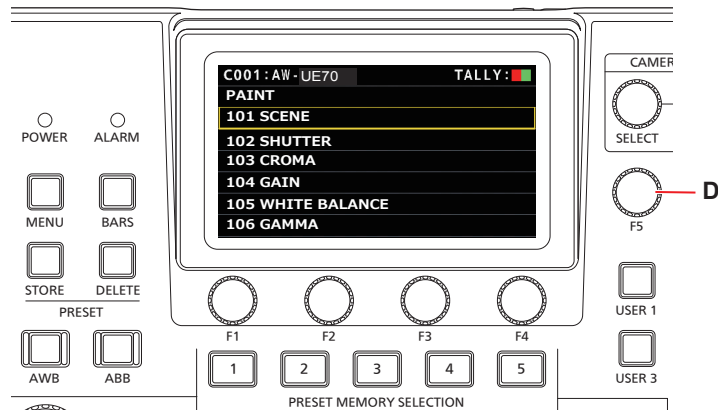 C001:AW-UE70 TALLY:
PAINT
101 SCENE
102 SHUTTER
103 CROMA
104 GAIN
105 WHITE BALANCE
106 GAMMA
CAMER
SELECT
D
F5
POWER ALARM
MENU BARS
STORE DELETE
PRESET
AWB ABB
F1 F2 F3 F4
1 2 3 4 5
PRESET MEMORY SELECTION
USER 1
USER 3